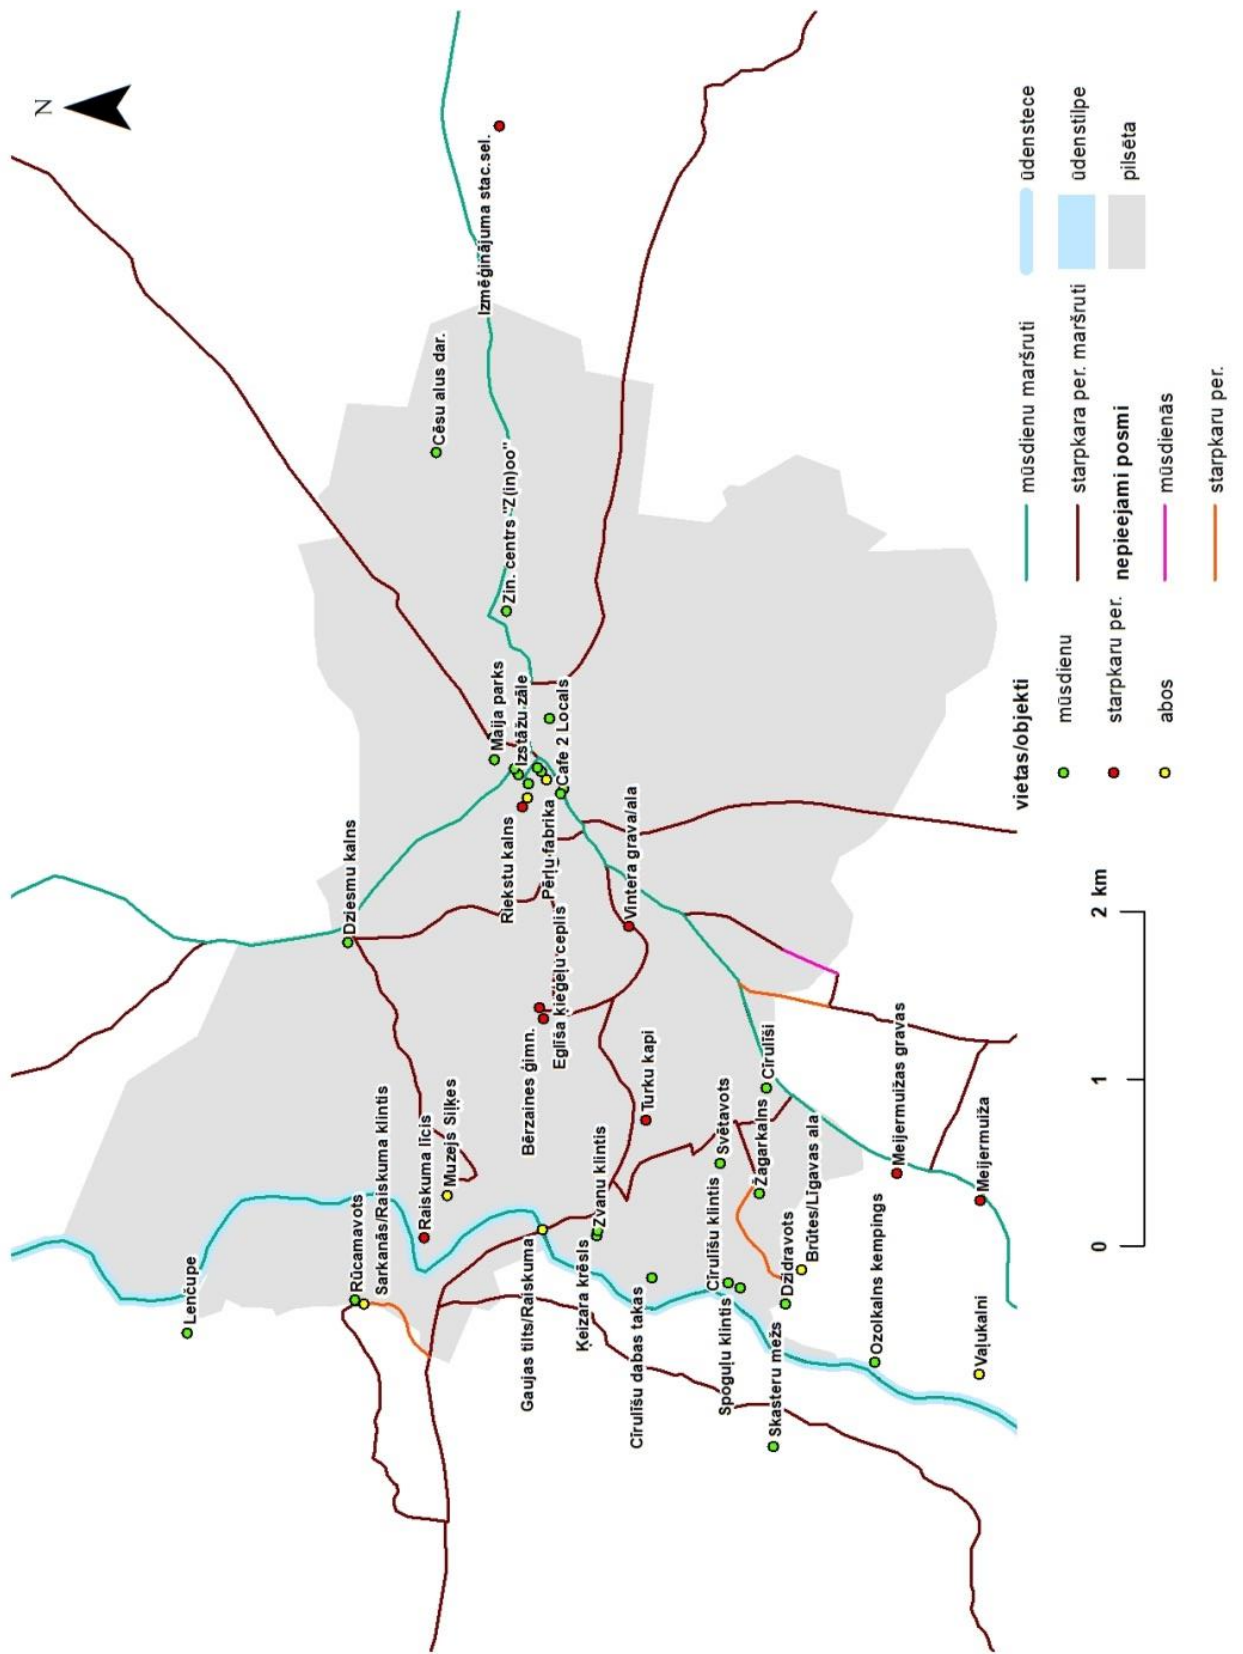 N
Lenčupe
Dziesmu kalns
Rūcamavots
Sarkanās/Raiskuma klintis
Raiskuma līcis
Muzejs Siļķes
Cēsu alus dar.
Izmēģinājuma stac.sel.
Zin. centrs "Z(in)oo"
Maija parks
Izstāžu zāle
Cafe 2 Locals
Riekstu kalns
Pērļu fabrika
Bērzaines ģimn.
Eglīša ķieģeļu ceplis
Vintera grava/ala
Gaujas tilts/Raiskuma
Zvanu klintis
Ķeizara krēsls
Turku kapi
Cīrulīšu dabas takas
Svētavots
Cīrulīšu klintis
Spoguļu klintis
Žagarkalns
Cīrulīši
Dzidravots
Brūtes/Līgavas ala
Skasteru mežs
Ozolkalns kempings
Meijermuižas gravas
Meijermuiža
Vaļukalni
0 1 2 km
vietas/objekti
mūsdienu
starpkaru per.
abos
mūsdienu maršruti
starpkara per. maršruti
nepieejami posmi
mūsdienās
starpkaru per.
ūdenstece
ūdenstilpe
pilsēta